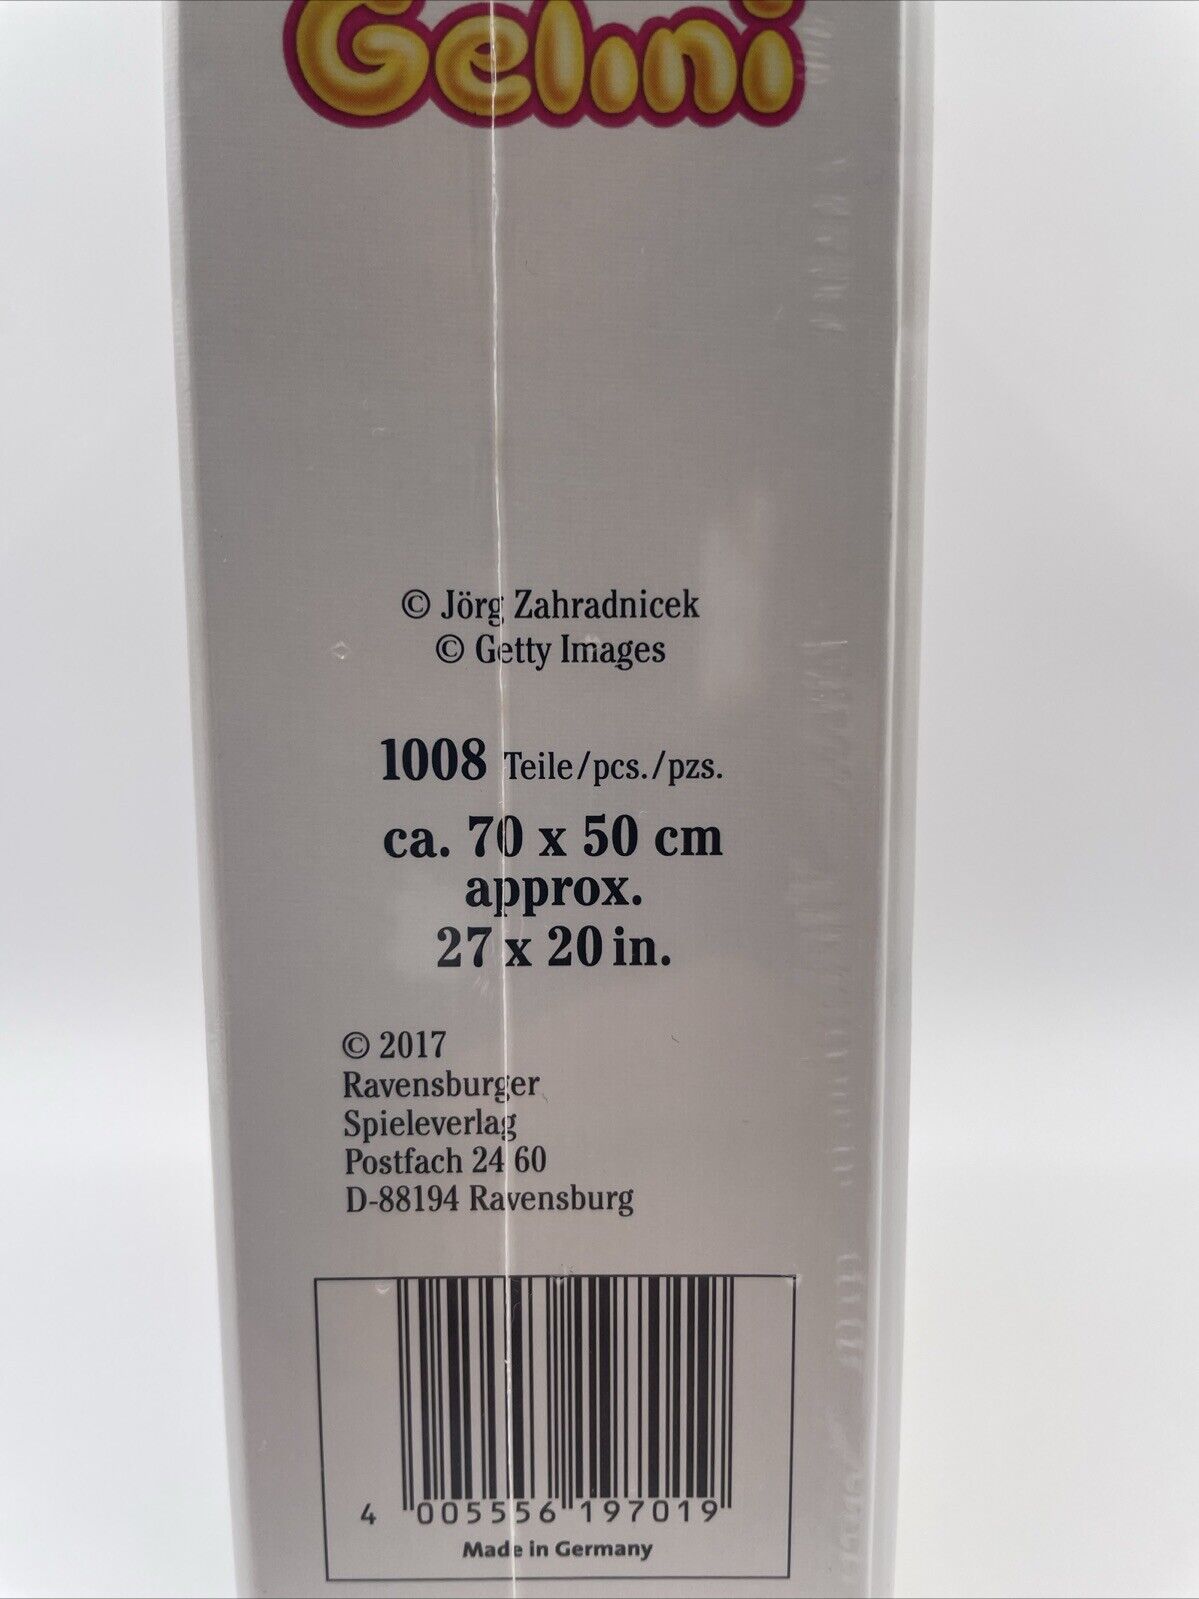 Gelini
© Jörg Zahradnicek
© Getty Images
1008 Teile/pcs./pzs.
ca. 70 x 50 cm
approx.
27 x 20 in.
© 2017
Ravensburger
Spieleverlag
Postfach 24 60
D-88194 Ravensburg
4 005556 197019
Made in Germany